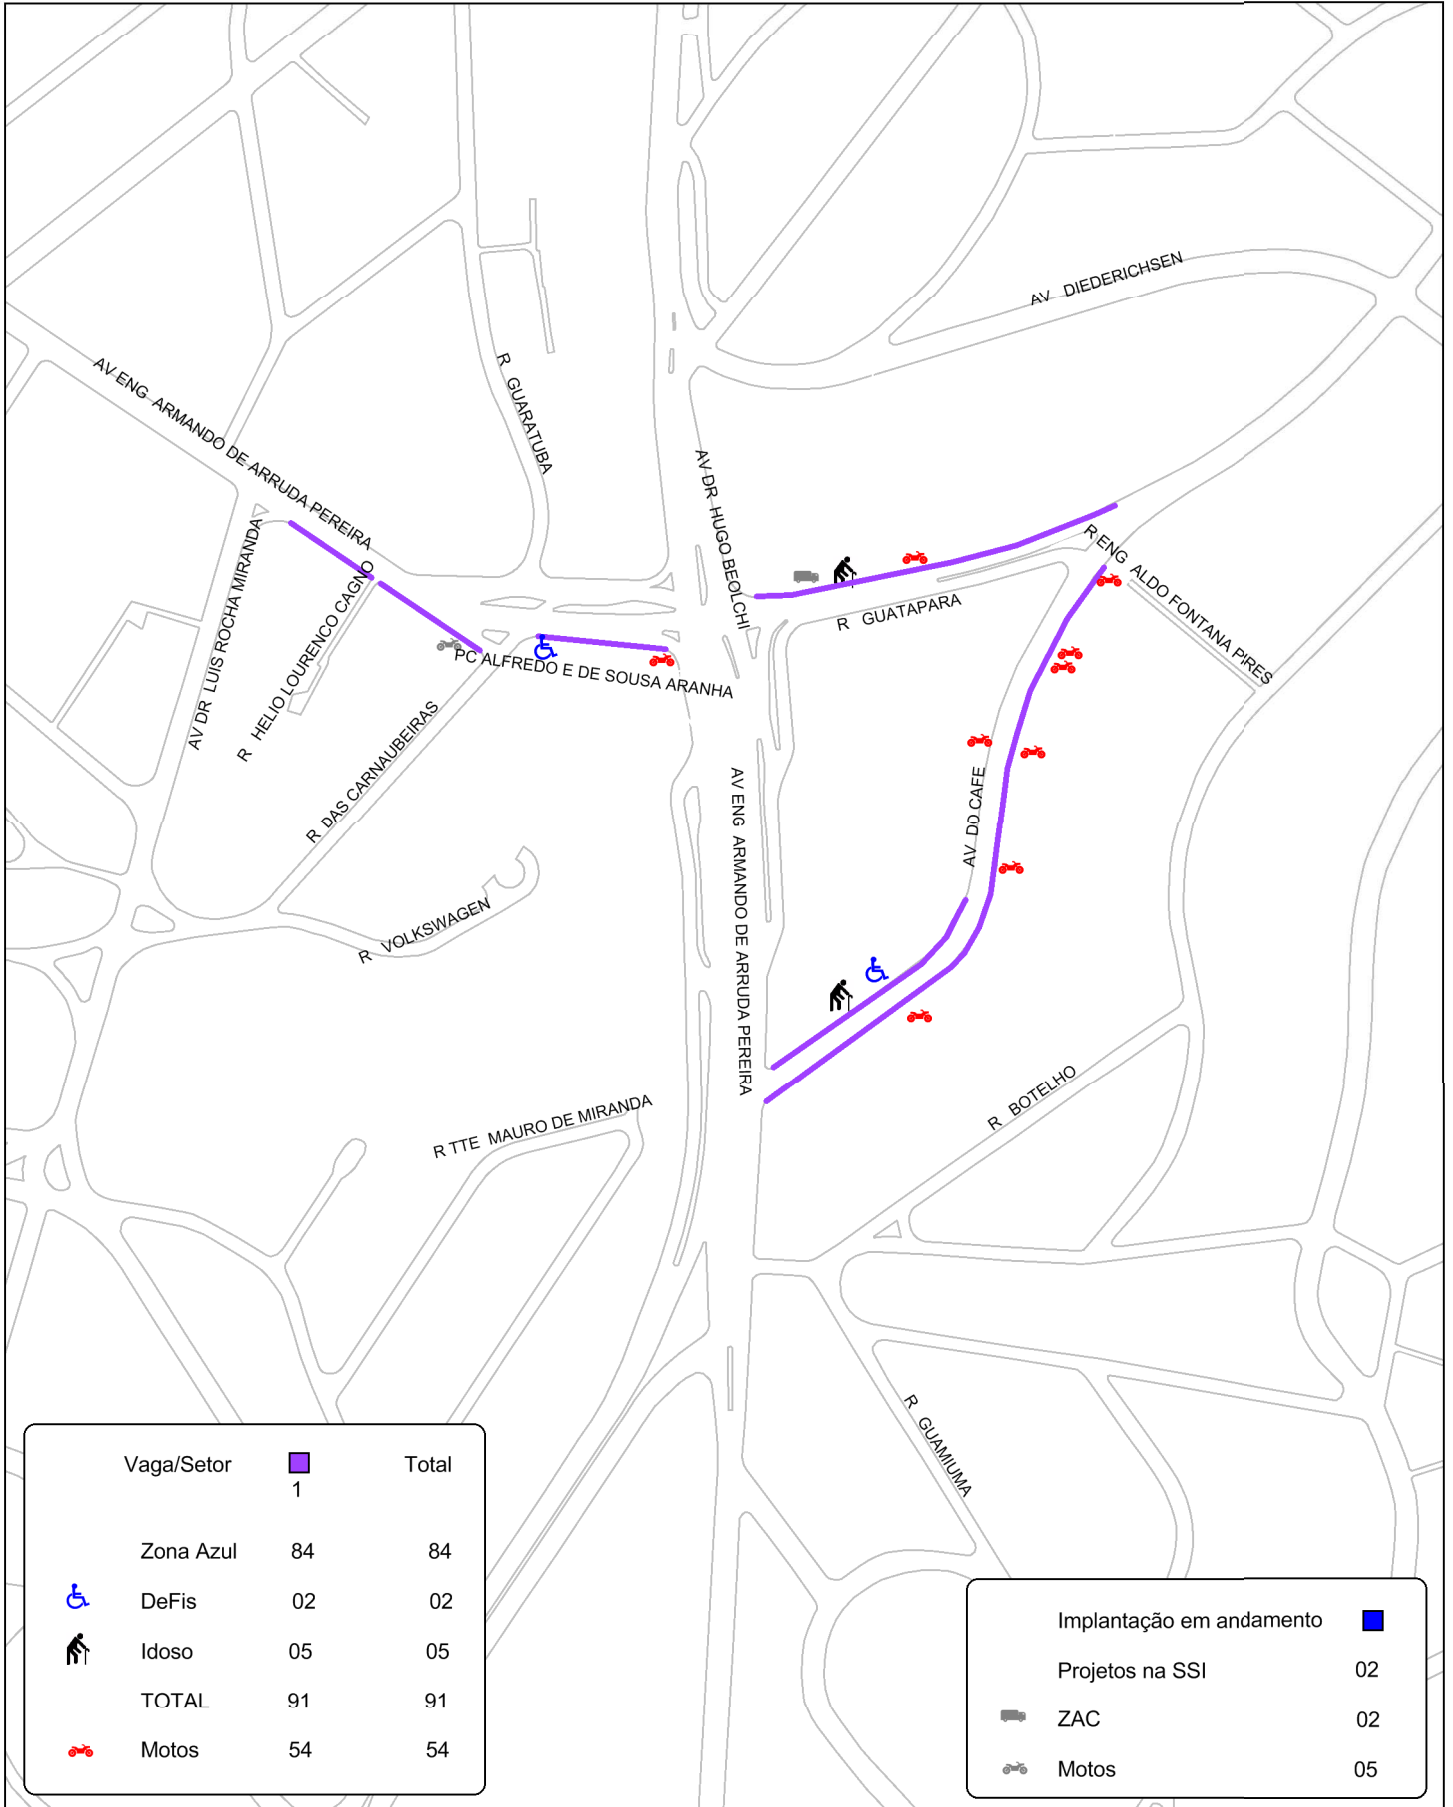 AV DIEDERICHSEN
AV ENG ARMANDO DE ARRUDA PEREIRA
R GUARATUBA
AV DR HUGO BEOLCHI
R ENG ALDO FONTANA PIRES
R GUATAPARA
AV DR LUIS ROCHA MIRANDA
R HELIO LOURENCO CAGNO
PC ALFREDO E DE SOUSA ARANHA
R DAS CARNAUBEIRAS
AV DO CAFE
AV ENG ARMANDO DE ARRUDA PEREIRA
R VOLKSWAGEN
R TTE MAURO DE MIRANDA
R BOTELHO
R GUAMIUMA
Vaga/Setor Total
1
Zona Azul 84 84
DeFis 02 02
Idoso 05 05
TOTAL 91 91
Motos 54 54
Implantação em andamento
Projetos na SSI 02
ZAC 02
Motos 05